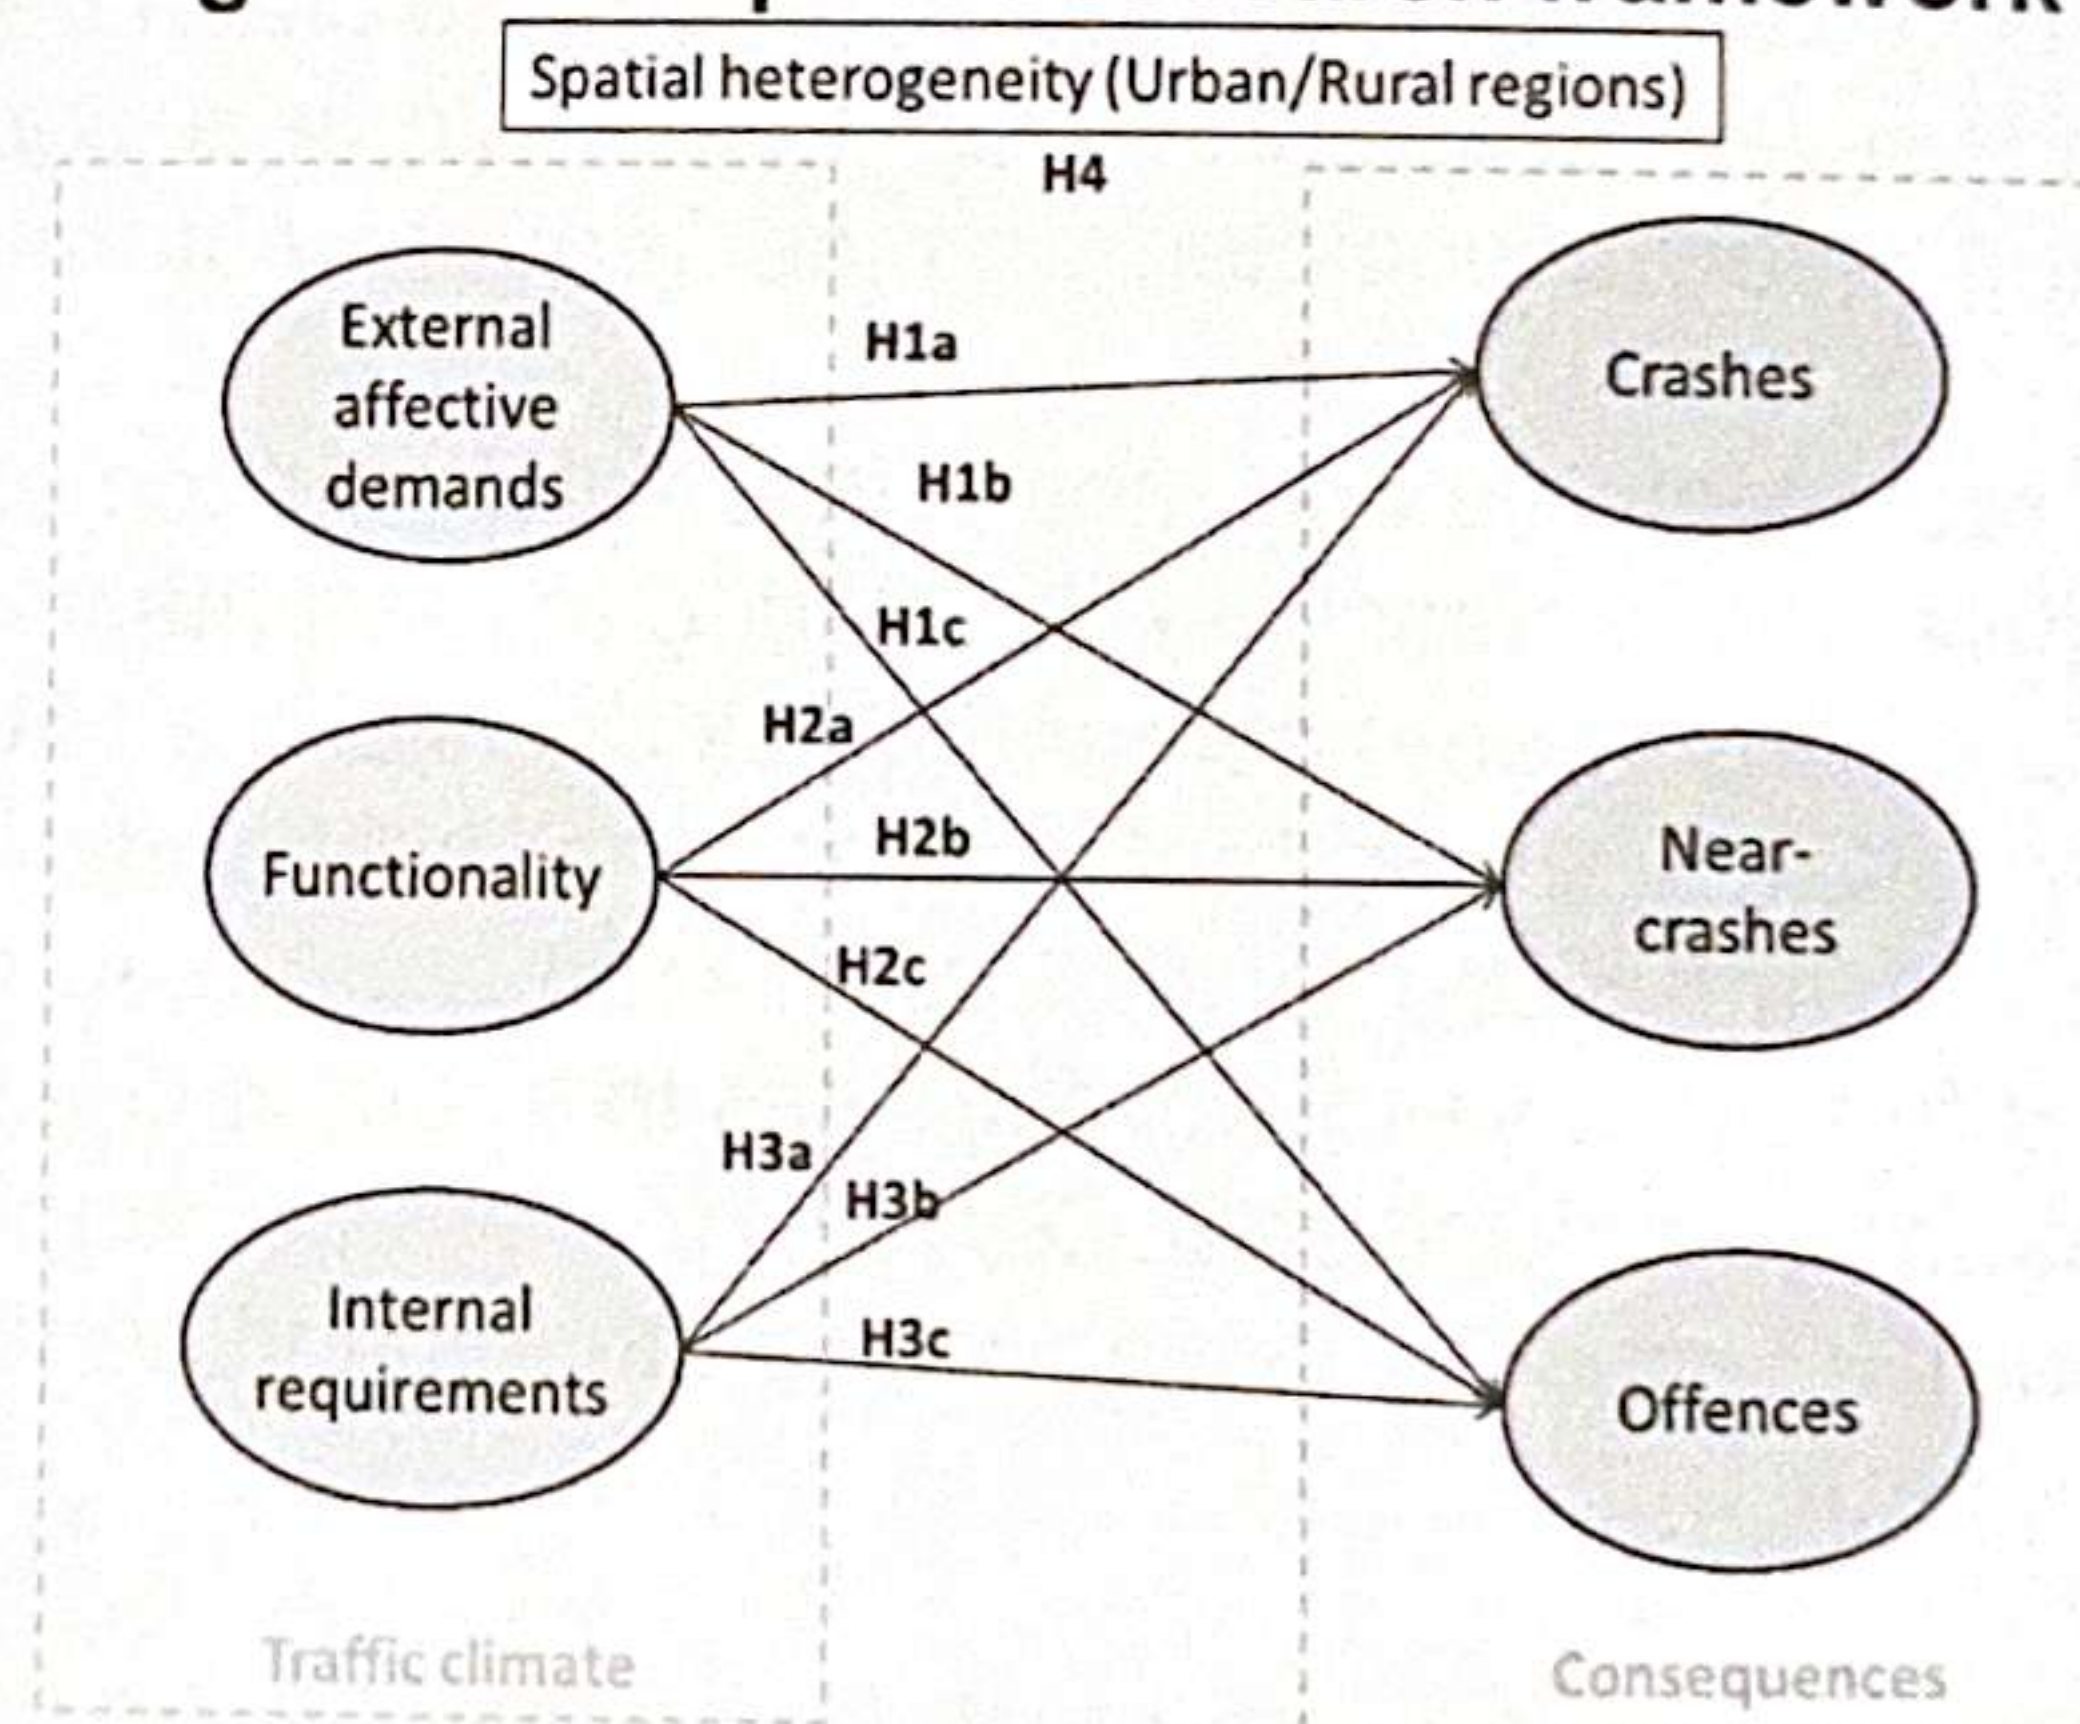 framework
Spatial heterogeneity (Urban/Rural regions)
H4
External
affective
demands
H1a
Crashes
H1b
H1c
H2a
Functionality
H2b
Near-
crashes
H2c
H3a
H3b
Internal
requirements
H3c
Offences
Traffic climate
Consequences